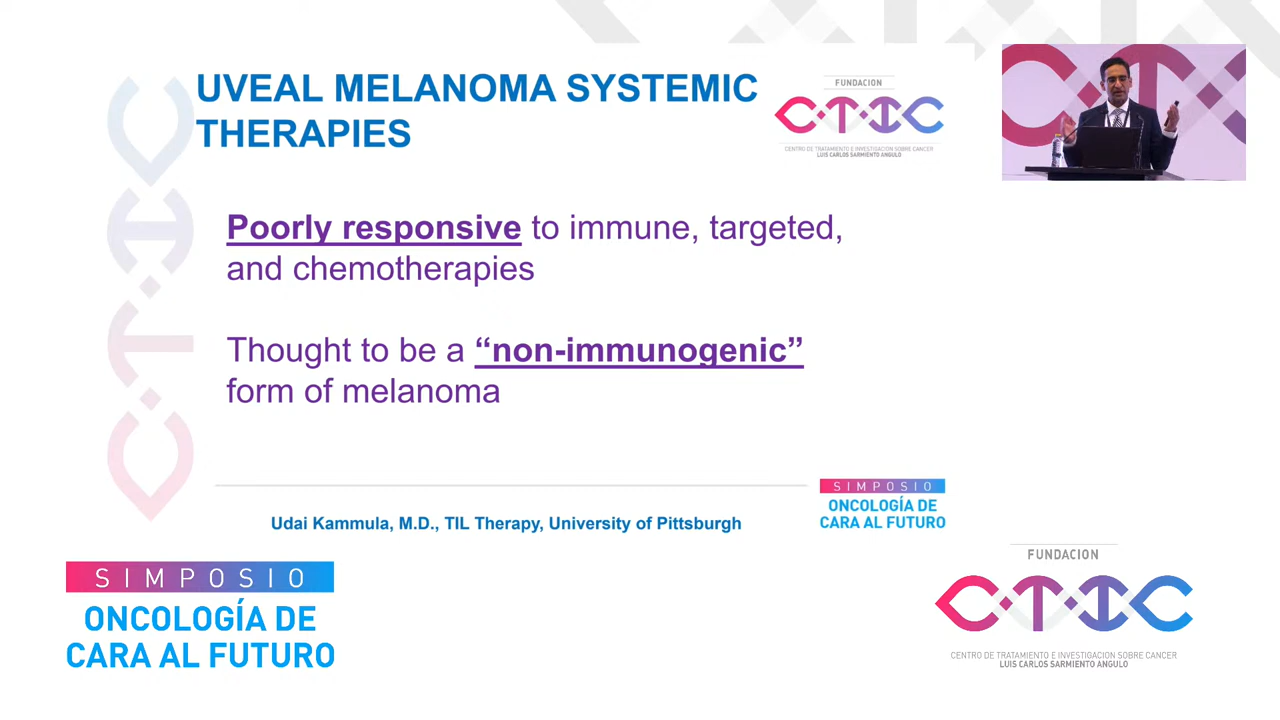 UVEAL MELANOMA SYSTEMIC
THERAPIES
FUNDACION
C·T·I·C
CENTRO DE TRATAMIENTO E INVESTIGACION SOBRE CANCER
LUIS CARLOS SARMIENTO ANGULO
Poorly responsive to immune, targeted,
and chemotherapies
Thought to be a “non-immunogenic”
form of melanoma
Udai Kammula, M.D., TIL Therapy, University of Pittsburgh
SIMPOSIO
ONCOLOGÍA DE
CARA AL FUTURO
C·T·I·C
SIMPOSIO
ONCOLOGÍA DE
CARA AL FUTURO
FUNDACION
C·T·I·C
CENTRO DE TRATAMIENTO E INVESTIGACION SOBRE CANCER
LUIS CARLOS SARMIENTO ANGULO